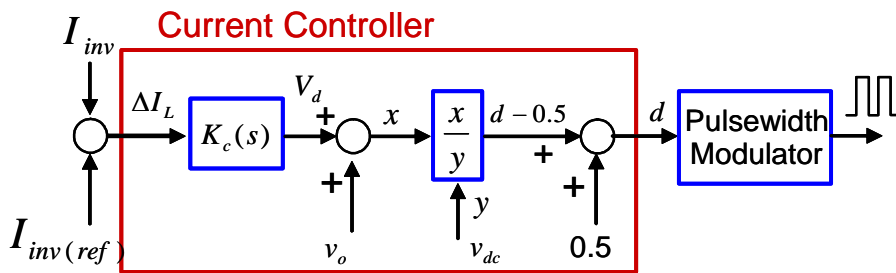 Current Controller
I_inv
ΔI_L
K_c(s)
V_d
+
+
x
x/y
d − 0.5
+
+
d
Pulsewidth
Modulator
y
I_inv(ref)
v_o
v_dc
0.5